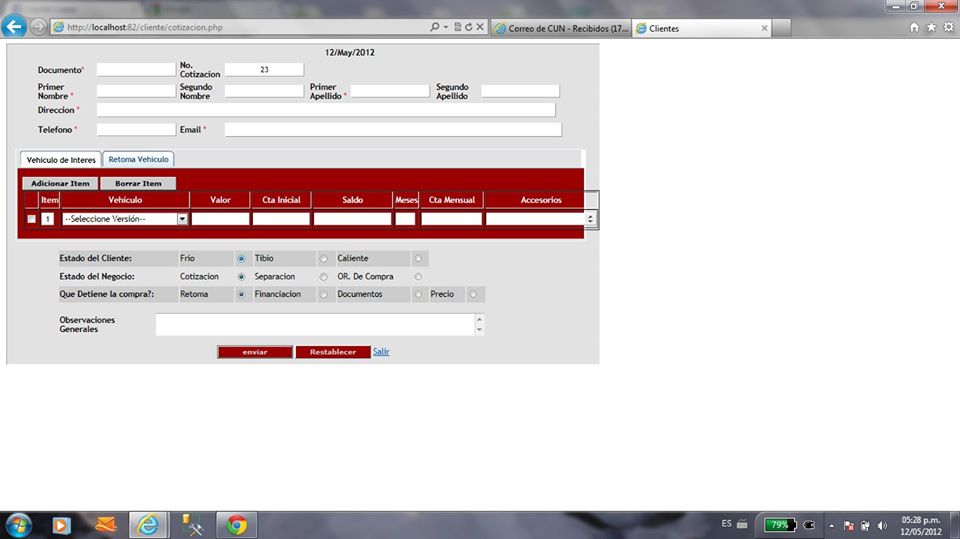 http://localhost:82/cliente/cotizacion.php
Correo de CUN - Recibidos (17...
Clientes
12/May/2012
Documento* No. Cotizacion 23
Primer Nombre * Segundo Nombre Primer Apellido * Segundo Apellido
Direccion *
Telefono * Email *
Vehiculo de Interes Retoma Vehiculo
Adicionar Item Borrar Item
Item Vehículo Valor Cta Inicial Saldo Meses Cta Mensual Accesorios
1 --Seleccione Versión--
Estado del Cliente: Frio Tibio Caliente
Estado del Negocio: Cotizacion Separacion OR. De Compra
Que Detiene la compra?: Retoma Financiacion Documentos Precio
Observaciones
Generales
enviar Restablecer Salir
ES 79% 05:28 p.m.
12/05/2012